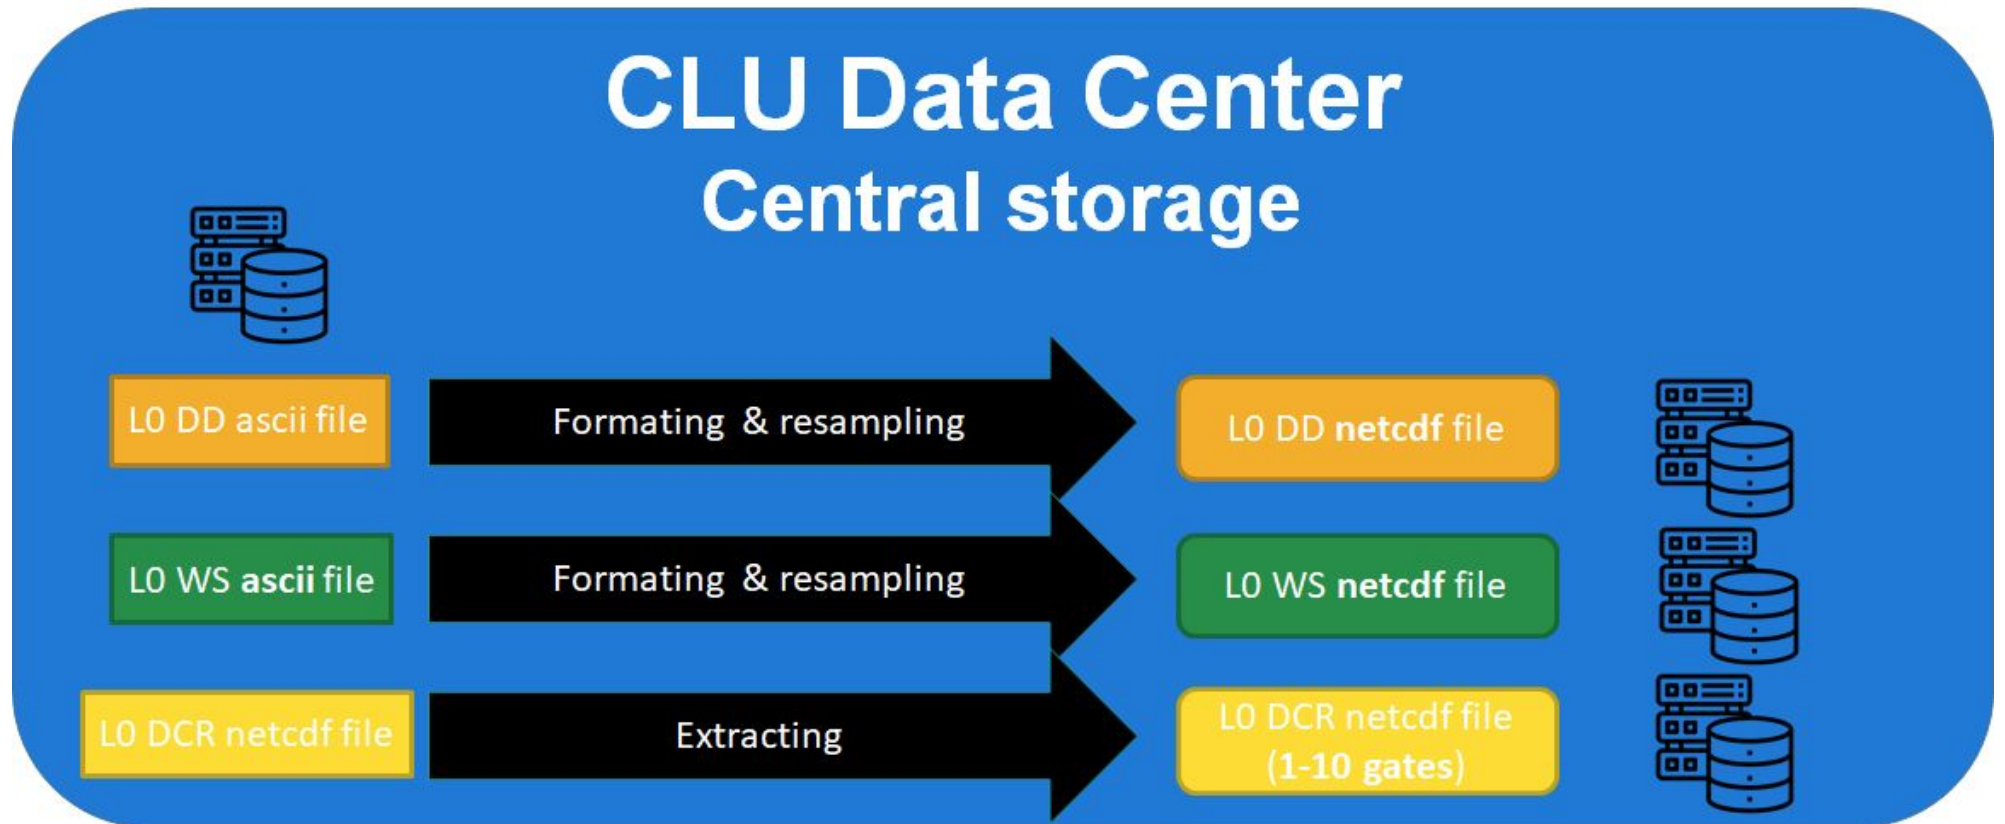 CLU Data Center
Central storage
L0 DD ascii file
Formating & resampling
L0 DD netcdf file
L0 WS ascii file
Formating & resampling
L0 WS netcdf file
L0 DCR netcdf file
Extracting
L0 DCR netcdf file
(1-10 gates)